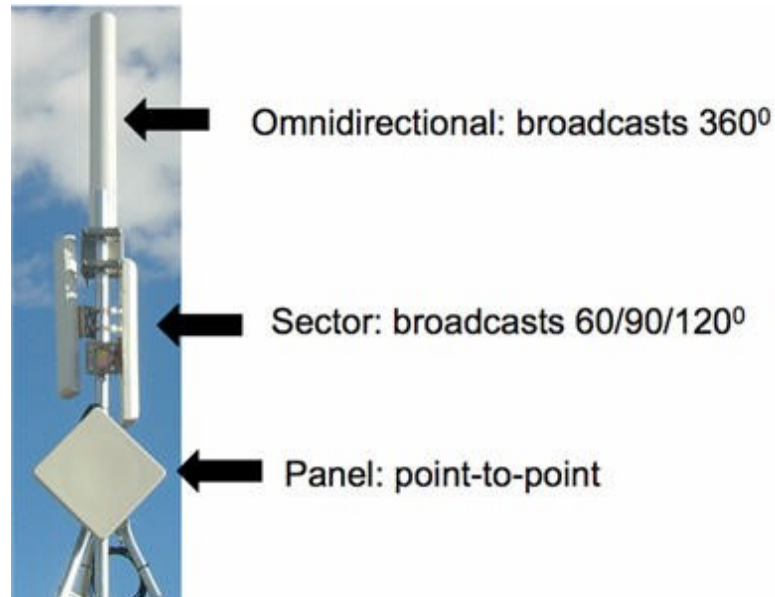 Omnidirectional: broadcasts 360⁰
Sector: broadcasts 60/90/120⁰
Panel: point-to-point